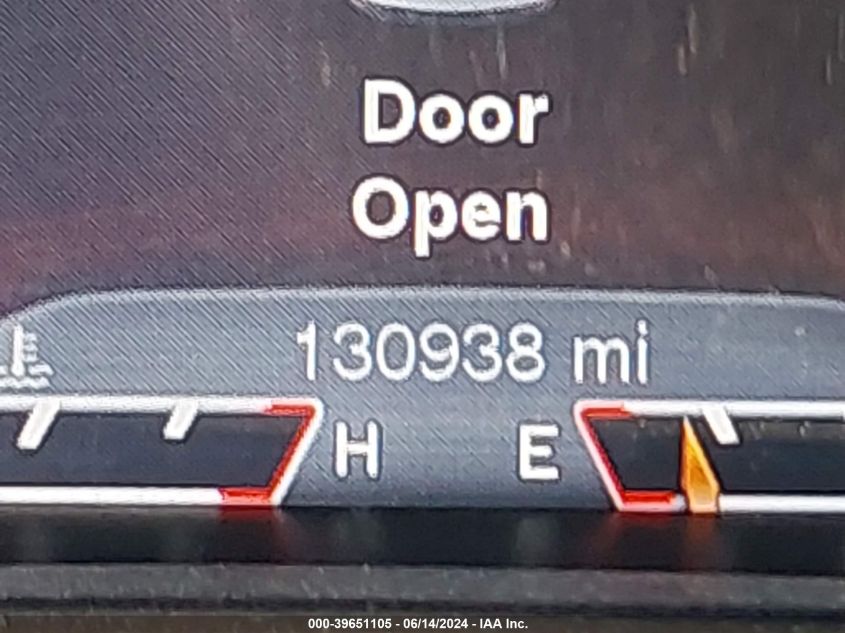 Door
Open
130938 mi
H E
000-39651105 - 06/14/2024 - IAA Inc.